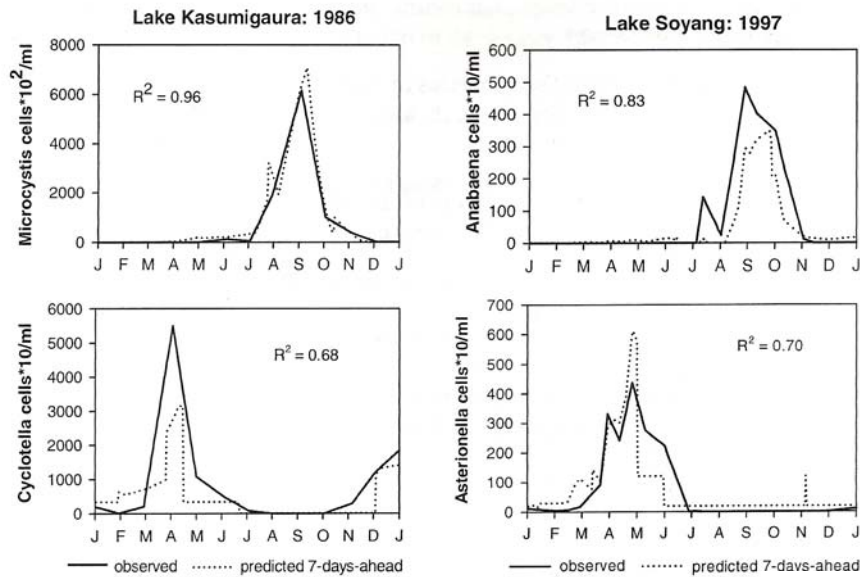 Lake Kasumigaura: 1986
Microcystis cells*10²/ml
8000
6000
4000
2000
0
R² = 0.96
J F M A M J J A S O N D J
Lake Soyang: 1997
Anabaena cells*10/ml
600
500
400
300
200
100
0
R² = 0.83
J F M A M J J A S O N D J
Cyclotella cells*10/ml
6000
5000
4000
3000
2000
1000
0
R² = 0.68
J F M A M J J A S O N D J
observed predicted 7-days-ahead
Asterionella cells*10/ml
700
600
500
400
300
200
100
0
R² = 0.70
J F M A M J J A S O N D J
observed predicted 7-days-ahead